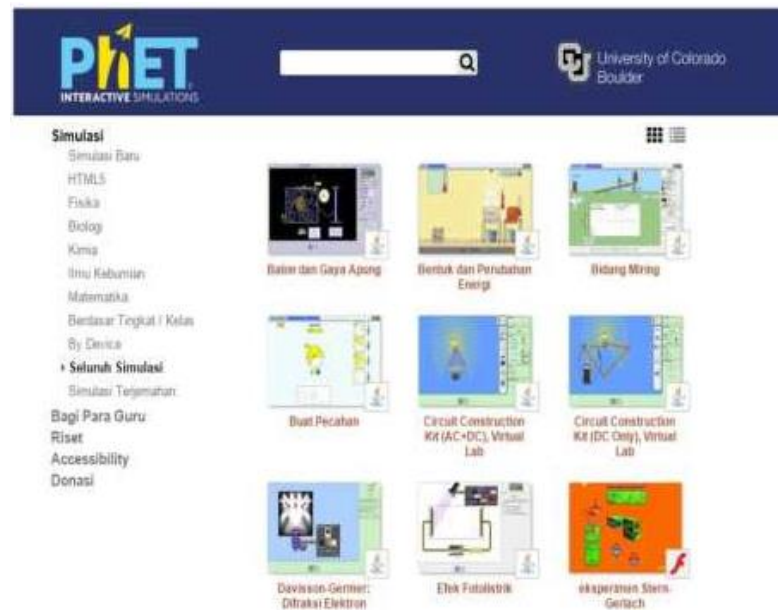 PhET
INTERACTIVE SIMULATIONS
University of Colorado
Boulder
Simulasi
Simulasi Baru
HTML5
Fisika
Biologi
Kimia
Ilmu Kebumian
Matematika
Berdasar Tingkat / Kelas
By Device
Seluruh Simulasi
Simulasi Terjemahan
Bagi Para Guru
Riset
Accessibility
Donasi
Balon dan Gaya Apung
Bentuk dan Perubahan
Energi
Bidang Miring
Buat Pecahan
Circuit Construction
Kit (AC+DC), Virtual
Lab
Circuit Construction
Kit (DC Only), Virtual
Lab
Davisson-Germer:
Difraksi Elektron
Efek Fotolistrik
eksperimen Stern-
Gerlach